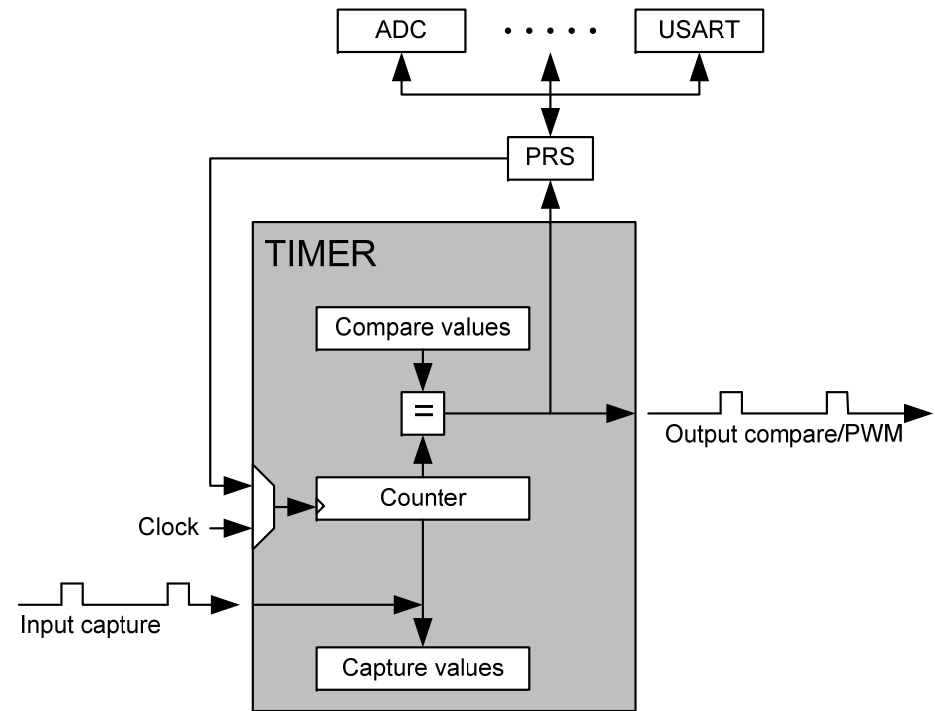 ADC
USART
PRS
TIMER
Compare values
=
Output compare/PWM
Counter
Clock
Input capture
Capture values